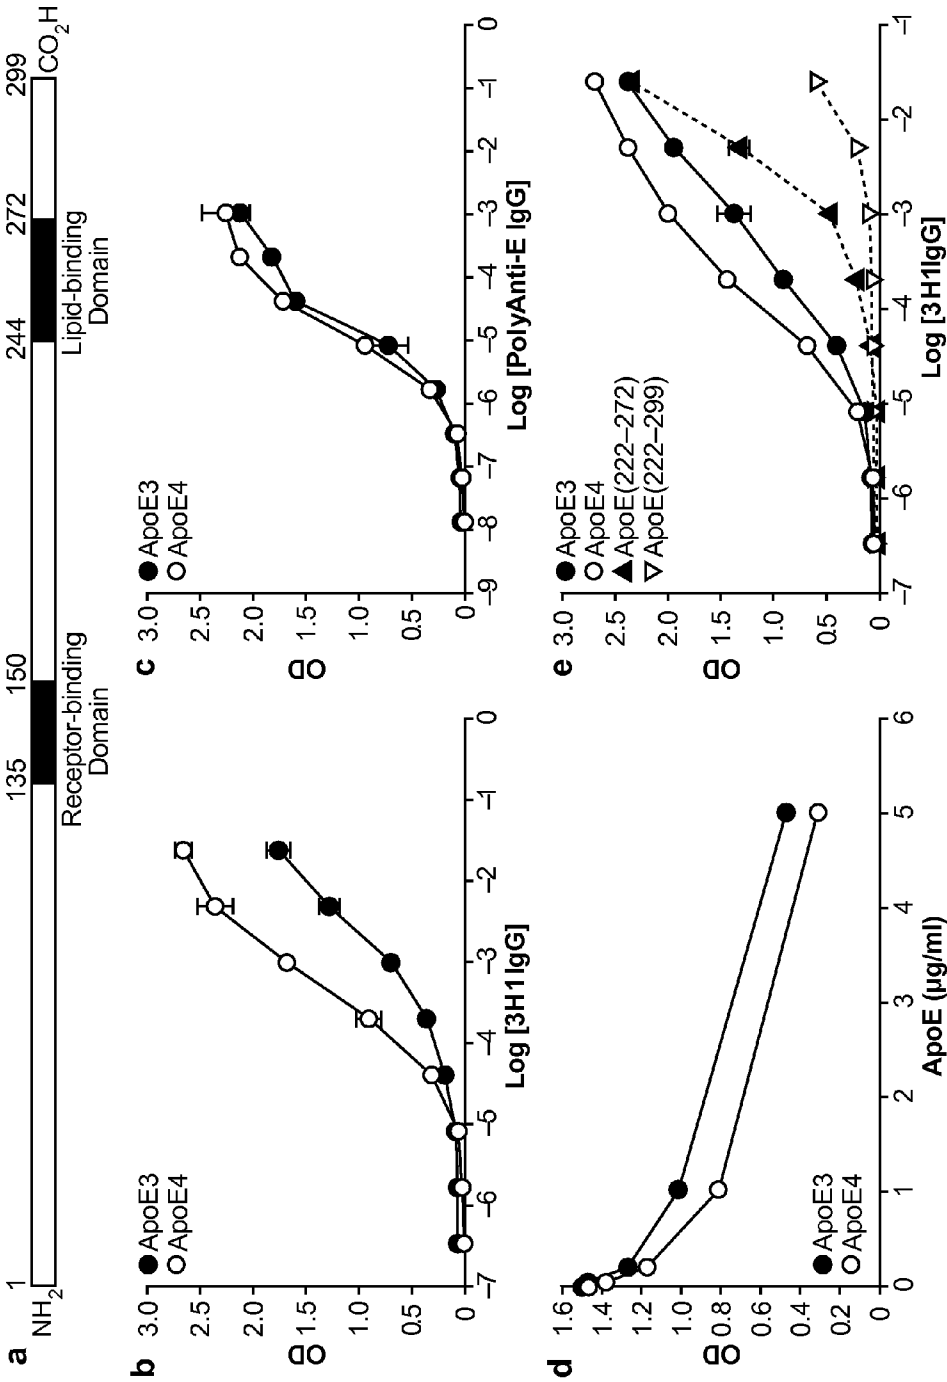 a
1 135 150 244 272 299
NH2 CO2H
Receptor-binding
Domain
Lipid-binding
Domain
b
ApoE3
ApoE4
OD
3.0
2.5
2.0
1.5
1.0
0.5
0
–7 –6 –5 –4 –3 –2 –1 0
Log [3H1IgG]
c
ApoE3
ApoE4
OD
3.0
2.5
2.0
1.5
1.0
0.5
0
–9 –8 –7 –6 –5 –4 –3 –2 –1 0
Log [PolyAnti-E IgG]
d
OD
1.6
1.4
1.2
1.0
0.8
0.6
0.4
0.2
0
ApoE3
ApoE4
0 1 2 3 4 5 6
ApoE (µg/ml)
e
ApoE3
ApoE4
ApoE(222–272)
ApoE(222–299)
OD
3.0
2.5
2.0
1.5
1.0
0.5
0
–7 –6 –5 –4 –3 –2 –1
Log [3H1IgG]